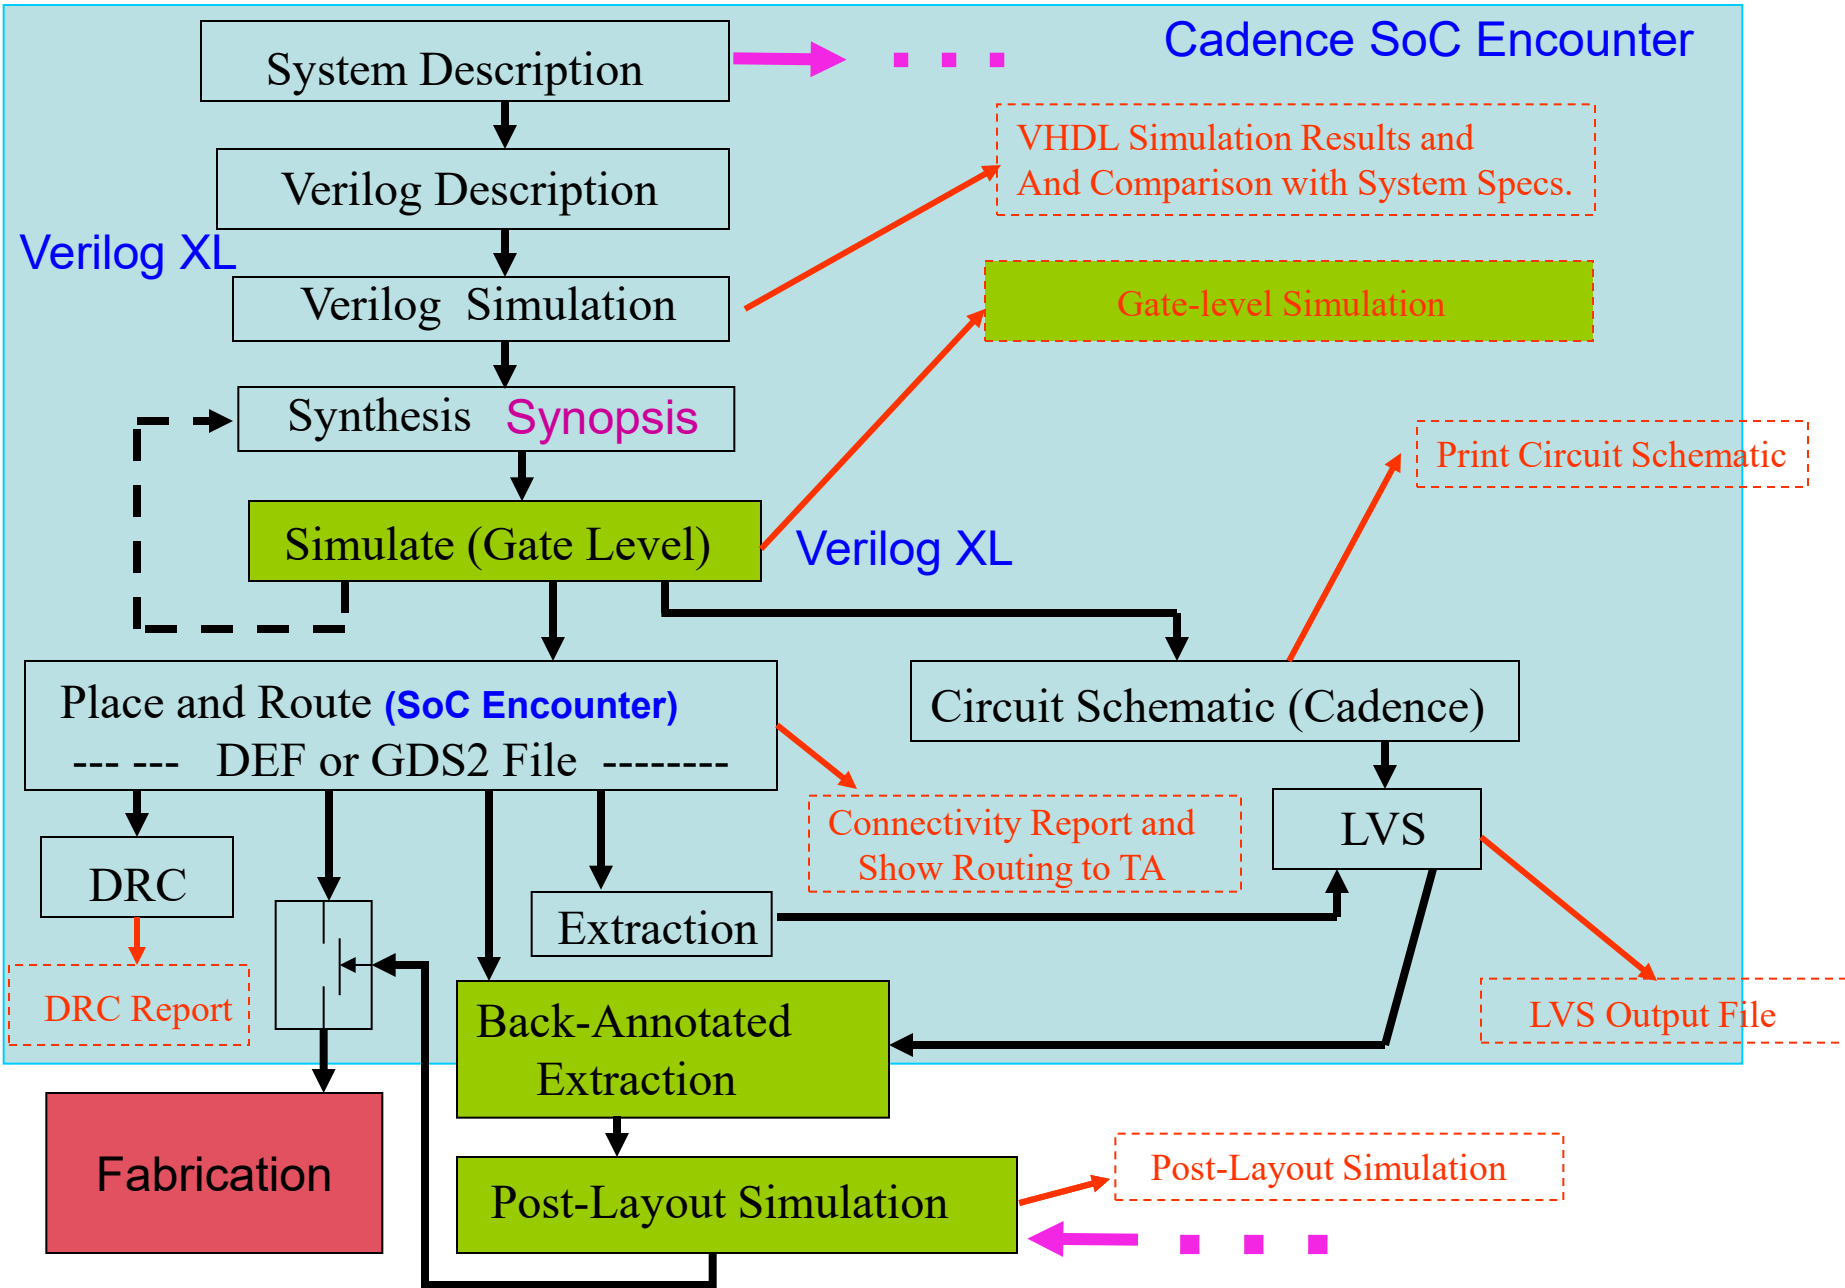 Cadence SoC Encounter
System Description
VHDL Simulation Results and
And Comparison with System Specs.
Verilog Description
Verilog XL
Verilog Simulation
Gate-level Simulation
Synthesis Synopsis
Print Circuit Schematic
Simulate (Gate Level)
Verilog XL
Place and Route (SoC Encounter)
--- --- DEF or GDS2 File --------
Circuit Schematic (Cadence)
Connectivity Report and
Show Routing to TA
LVS
DRC
Extraction
DRC Report
LVS Output File
Back-Annotated
Extraction
Fabrication
Post-Layout Simulation
Post-Layout Simulation